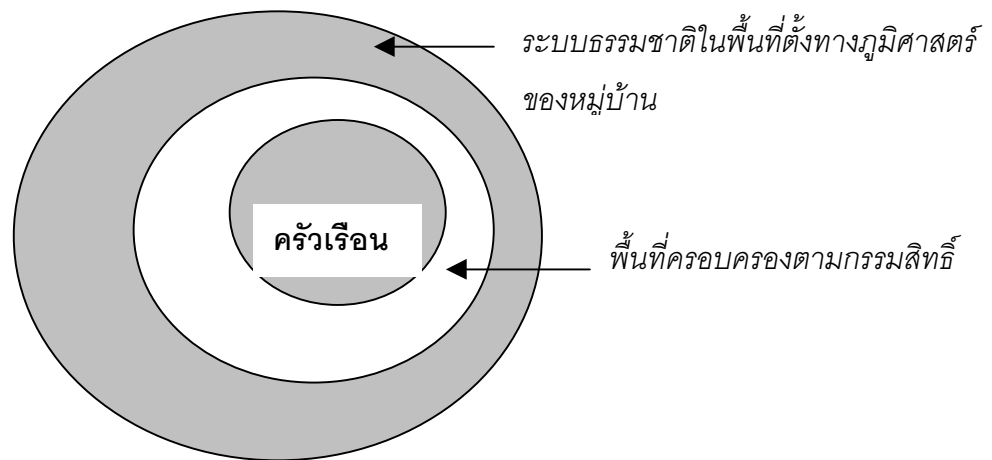 ระบบธรรมชาติในพื้นที่ตั้งทางภูมิศาสตร์
ของหมู่บ้าน
ครัวเรือน
พื้นที่ครอบครองตามกรรมสิทธิ์